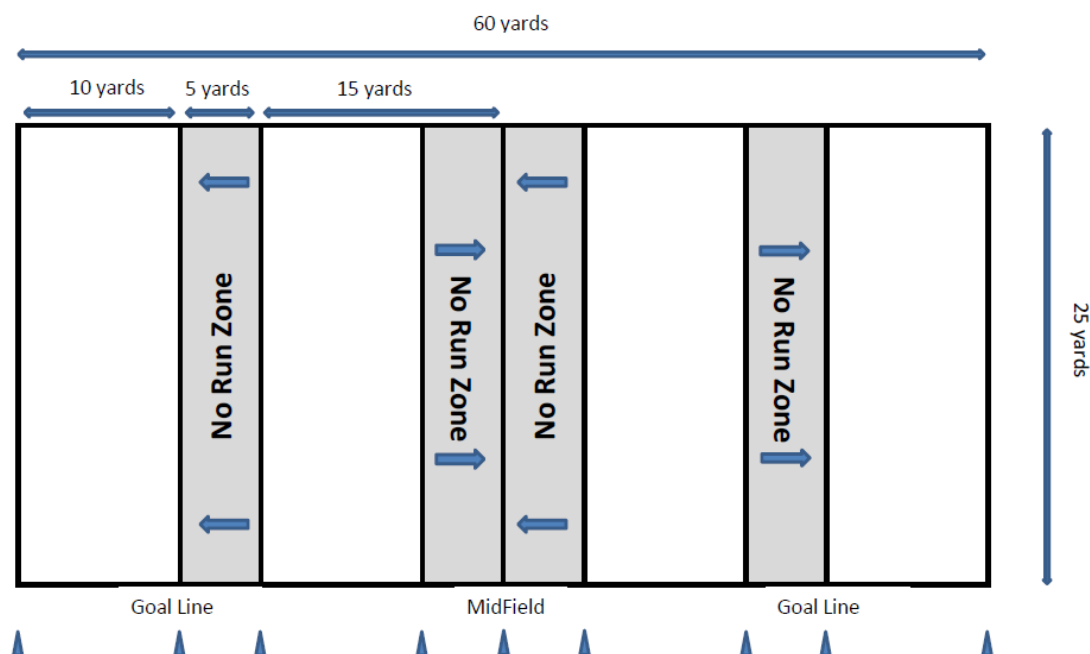 60 yards
10 yards
5 yards
15 yards
No Run Zone
No Run Zone
No Run Zone
No Run Zone
25 yards
Goal Line
MidField
Goal Line